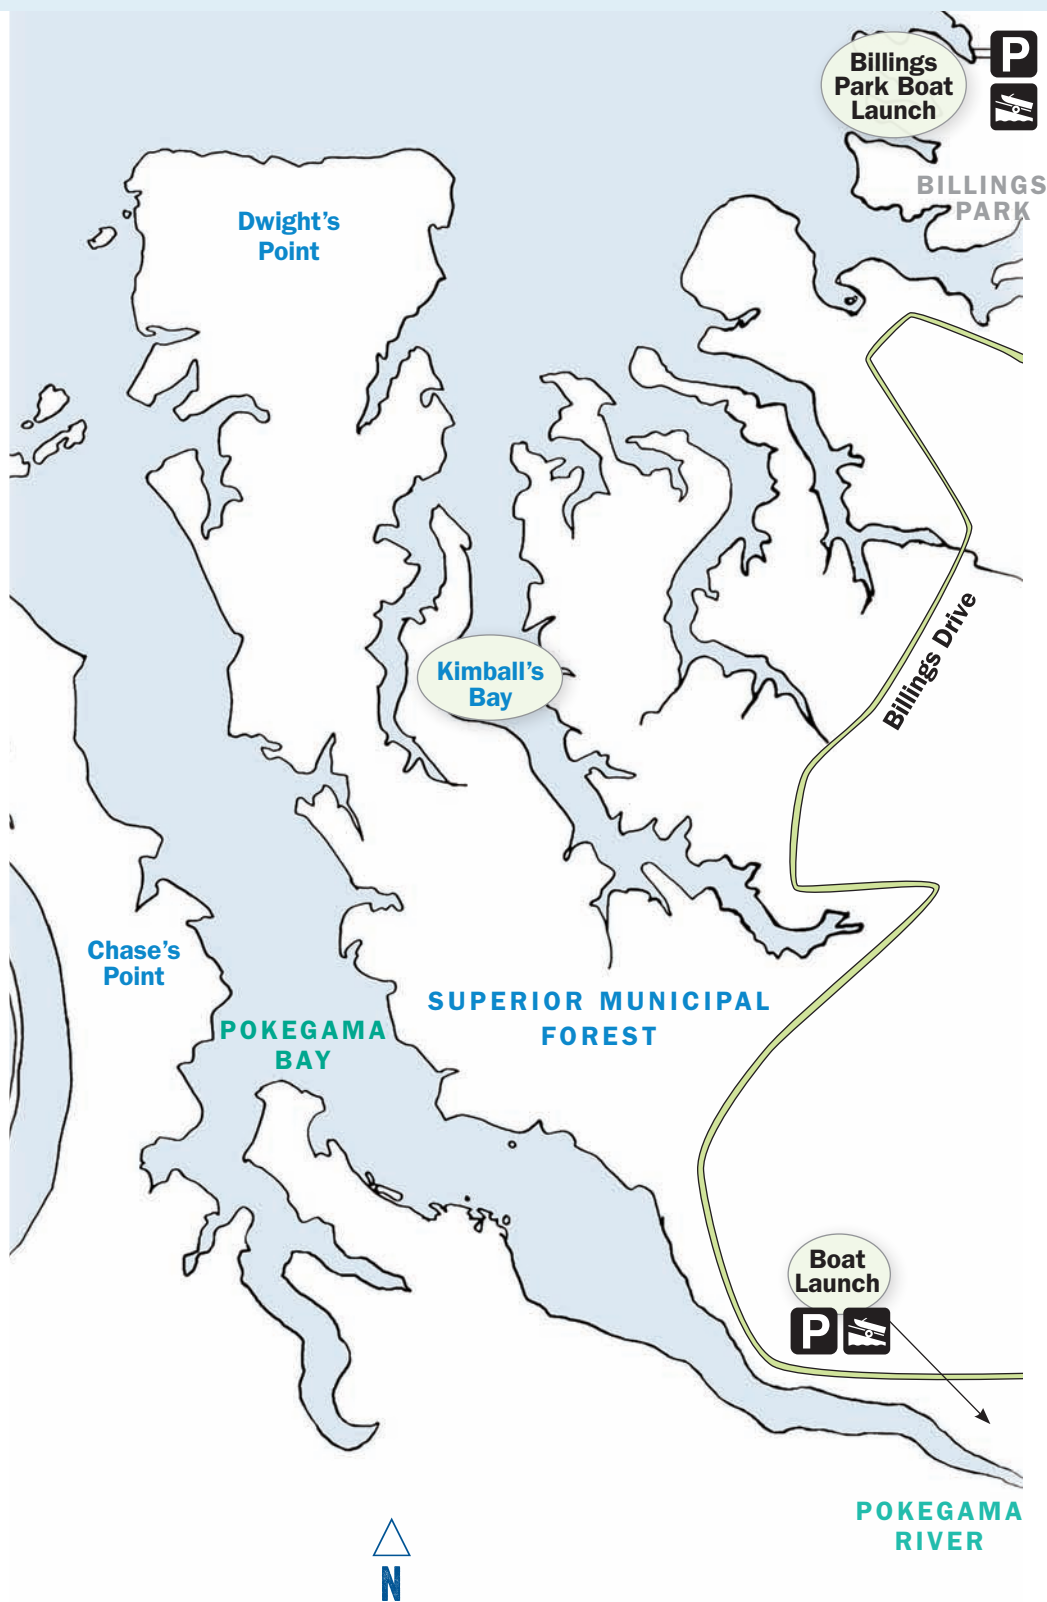 Billings
Park Boat
Launch
P
BILLINGS
PARK
Dwight's
Point
Kimball's
Bay
Billings Drive
Chase's
Point
SUPERIOR MUNICIPAL
FOREST
POKEGAMA
BAY
Boat
Launch
P
POKEGAMA
RIVER
N